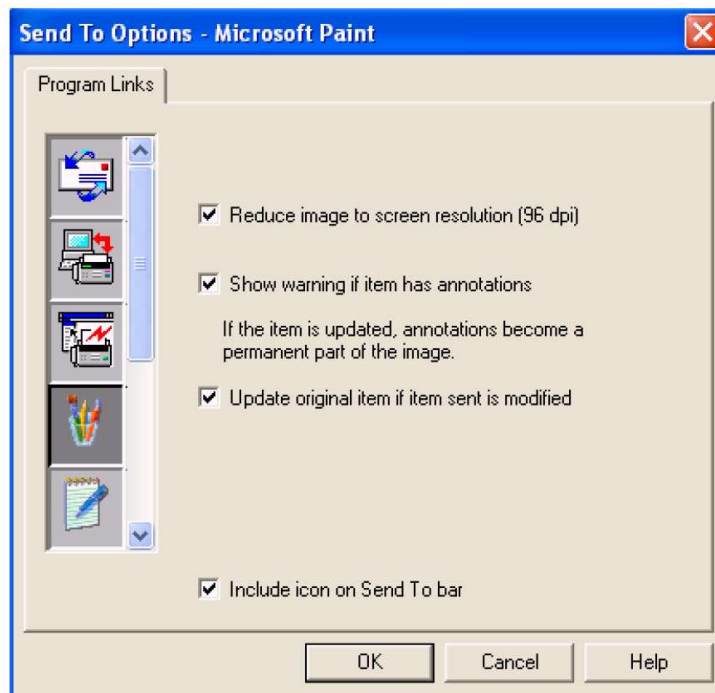 Send To Options - Microsoft Paint
Program Links
Reduce image to screen resolution (96 dpi)
Show warning if item has annotations
If the item is updated, annotations become a
permanent part of the image.
Update original item if item sent is modified
Include icon on Send To bar
OK
Cancel
Help